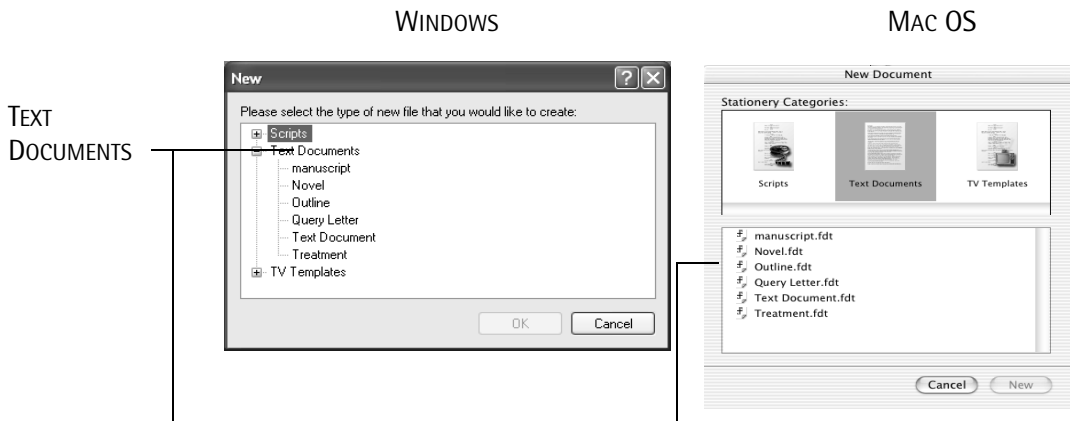 WINDOWS
MAC OS
TEXT
DOCUMENTS
New
Please select the type of new file that you would like to create:
Scripts
Text Documents
manuscript
Novel
Outline
Query Letter
Text Document
Treatment
TV Templates
OK
Cancel
New Document
Stationery Categories:
Scripts
Text Documents
TV Templates
manuscript.fdt
Novel.fdt
Outline.fdt
Query Letter.fdt
Text Document.fdt
Treatment.fdt
Cancel
New